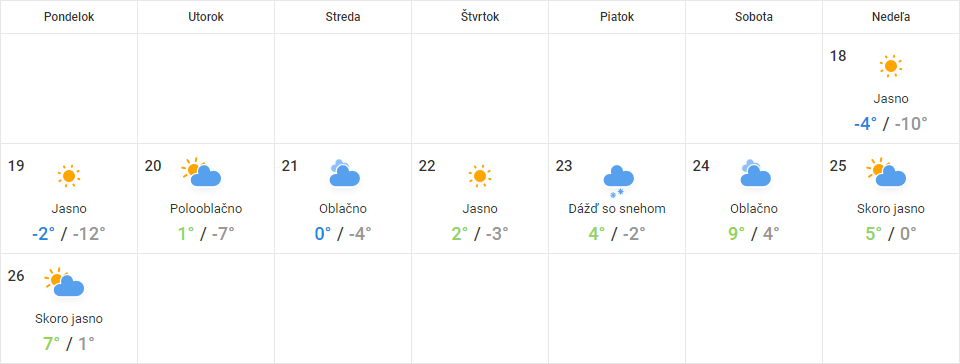 Pondelok Utorok Streda Štvrtok Piatok Sobota Nedeľa
18
Jasno
-4° / -10°
19 20 21 22 23 24 25
Jasno Polooblačno Oblačno Jasno Dážď so snehom Oblačno Skoro jasno
-2° / -12° 1° / -7° 0° / -4° 2° / -3° 4° / -2° 9° / 4° 5° / 0°
26
Skoro jasno
7° / 1°